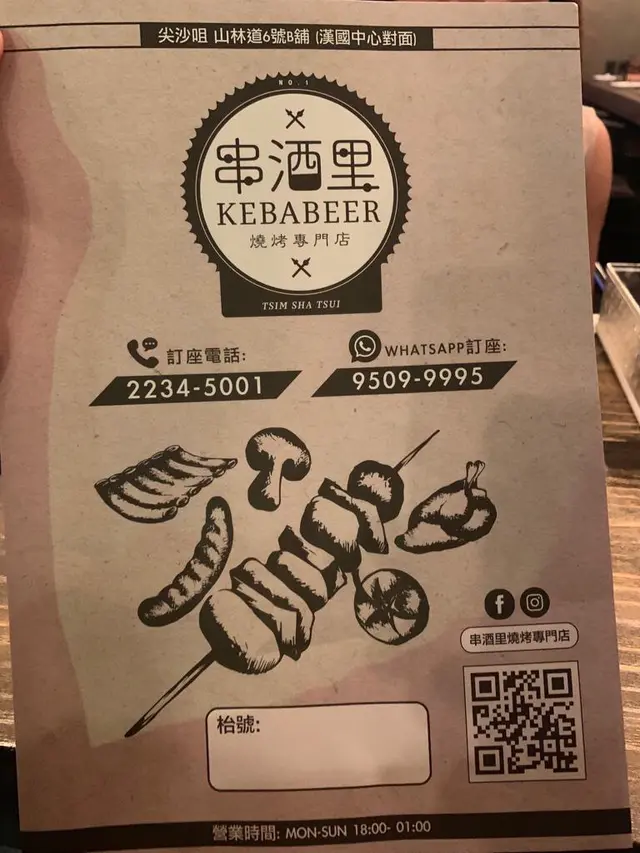 尖沙咀 山林道6號B舖 (漢國中心對面)
NO.1
串酒里
KEBABEER
燒烤專門店
TSIM SHA TSUI
訂座電話:
2234-5001
WHATSAPP訂座:
9509-9995
串酒里燒烤專門店
枱號:
營業時間: MON-SUN 18:00- 01:00